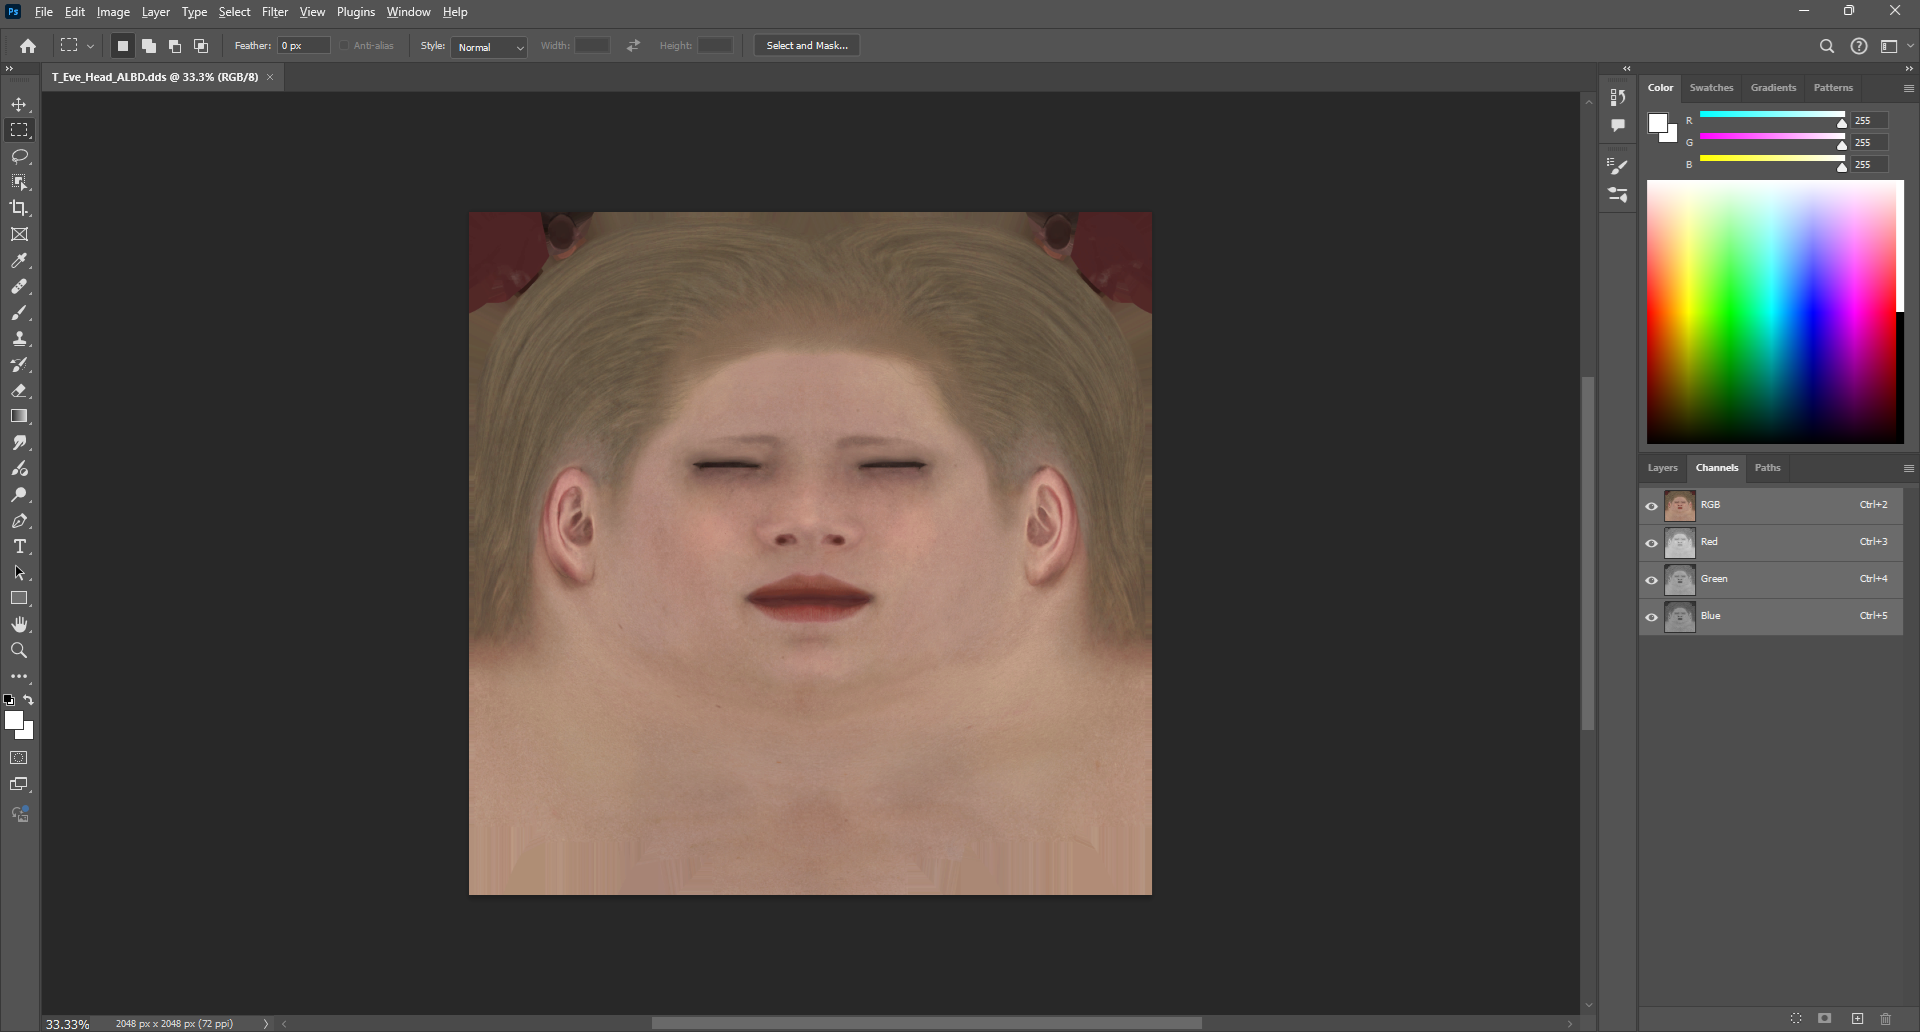 Ps File Edit Image Layer Type Select Filter View Plugins Window Help
Feather: 0 px Anti-alias Style: Normal Width: Height: Select and Mask...
T_Eve_Head_ALBD.dds @ 33.3% (RGB/8) ×
Color Swatches Gradients Patterns
R 255
G 255
B 255
Layers Channels Paths
RGB Ctrl+2
Red Ctrl+3
Green Ctrl+4
Blue Ctrl+5
33.33% 2048 px x 2048 px (72 ppi)